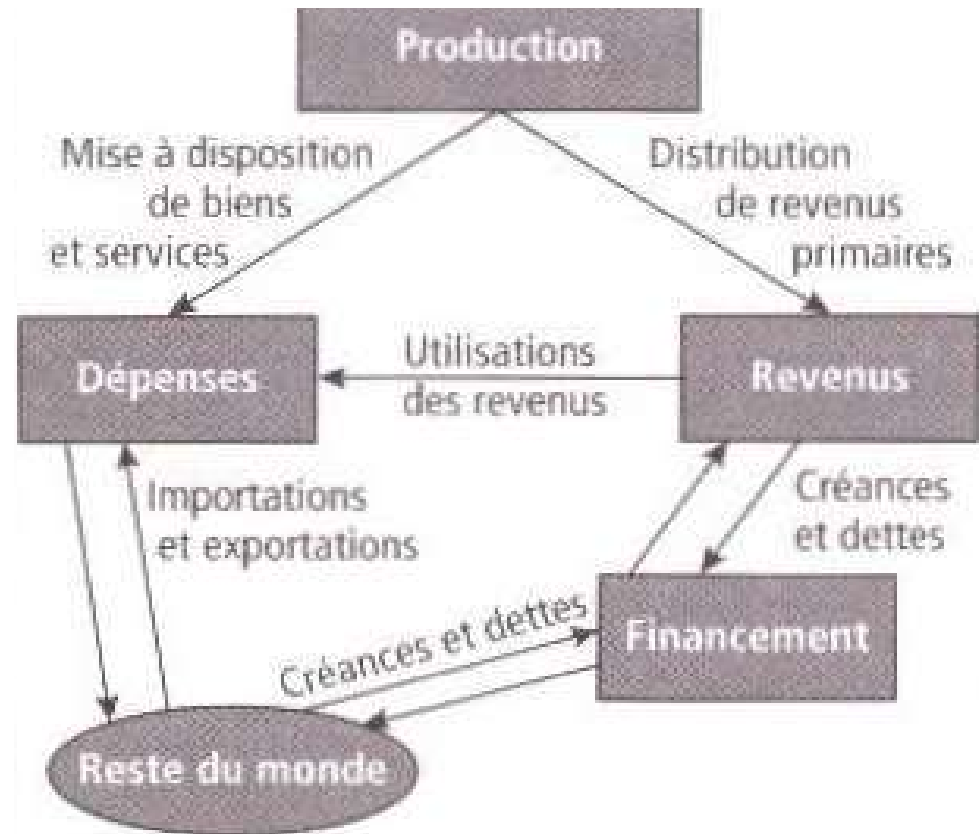 Production
Mise à disposition
de biens
et services
Distribution
de revenus
primaires
Dépenses
Utilisations
des revenus
Revenus
Importations
et exportations
Créances
et dettes
Créances et dettes
Financement
Reste du monde